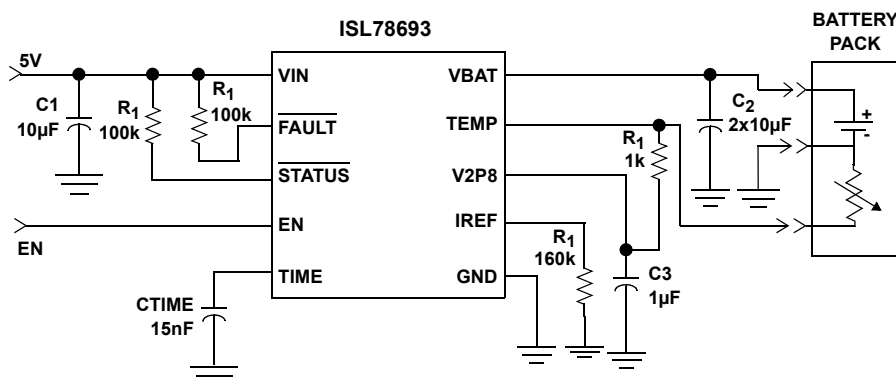 ISL78693
BATTERY
PACK
5V
VIN
VBAT
C1
10µF
R1
100k
R1
100k
FAULT
TEMP
C2
2x10µF
R1
1k
+
-
STATUS
V2P8
EN
EN
IREF
R1
160k
TIME
GND
C3
1µF
CTIME
15nF